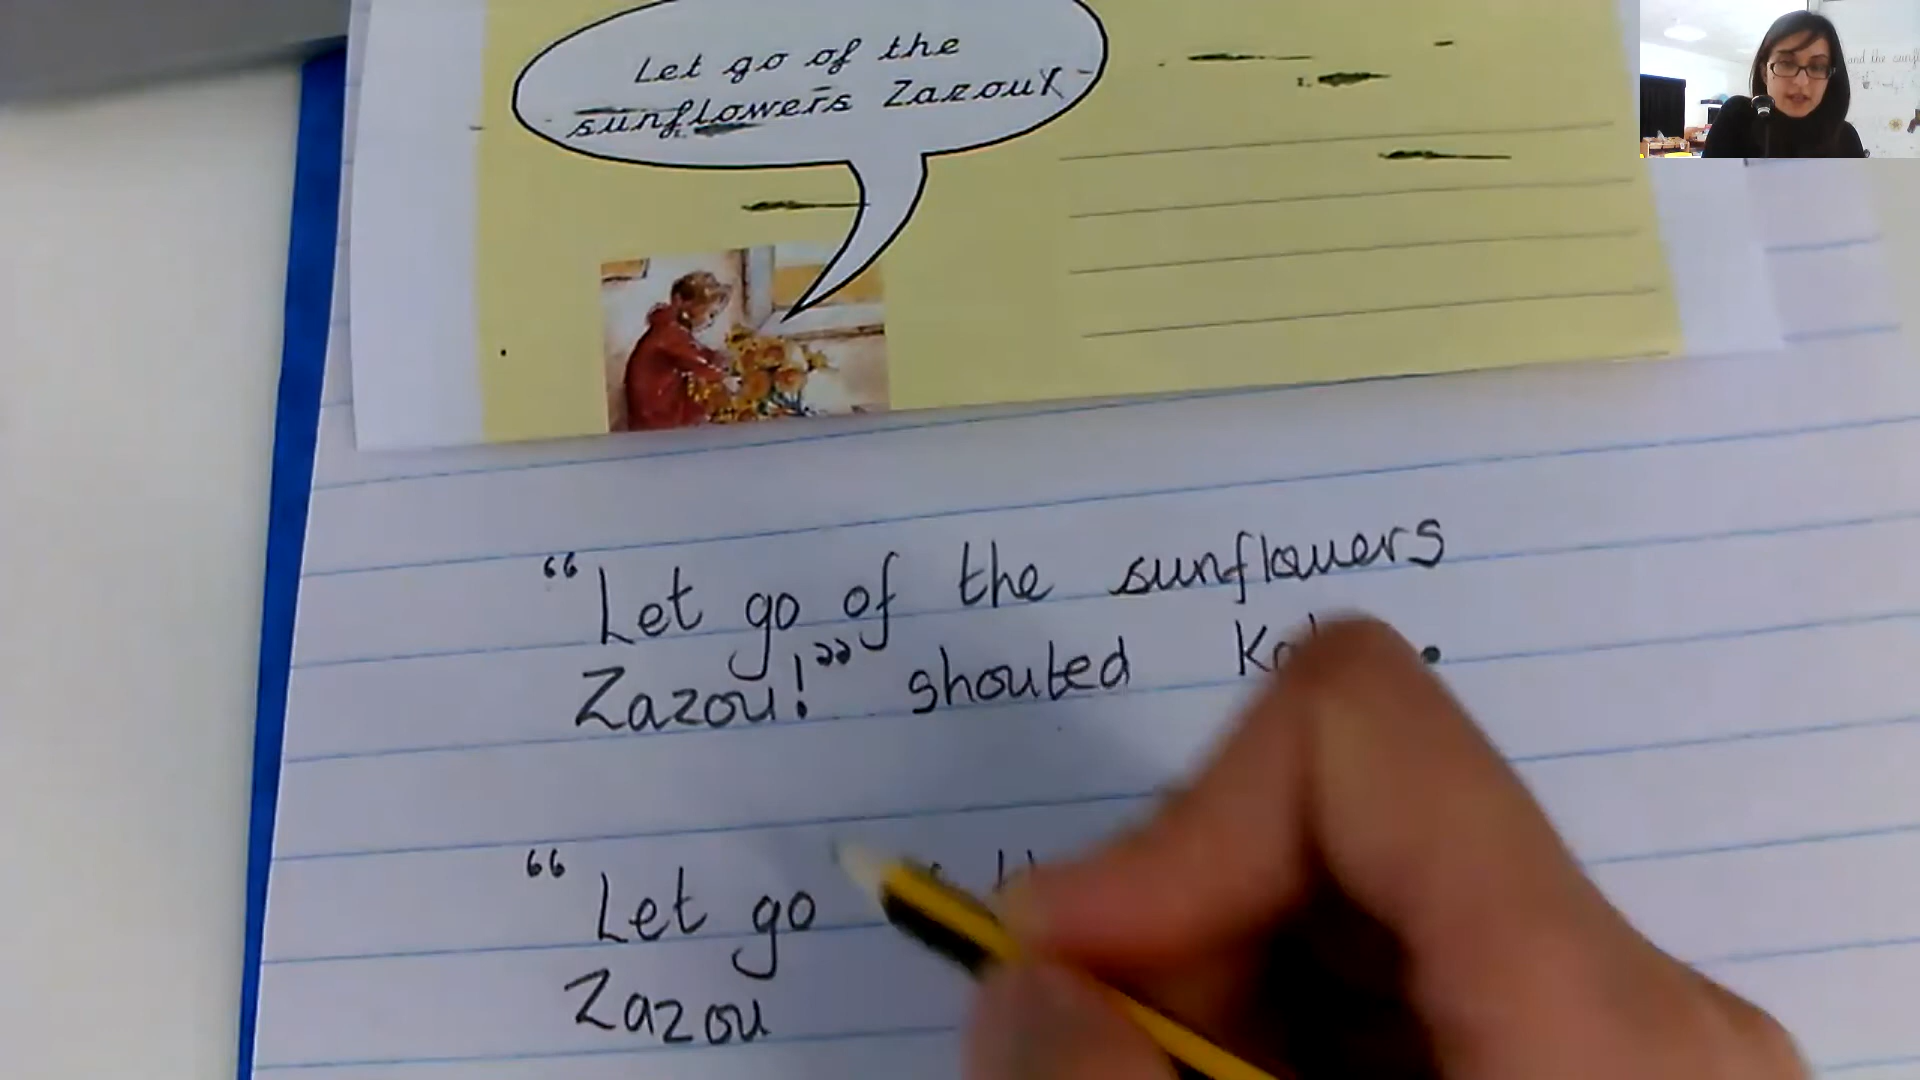 Let go of the
sunflowers Zazou
“Let go of the sunflowers
Zazou!” shouted
“Let go
Zazou